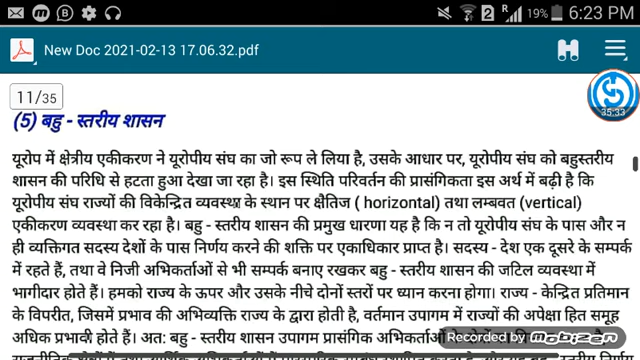 19% 6:23 PM
New Doc 2021-02-13 17.06.32.pdf
11/35
35:33
(5) बहु - स्तरीय शासन
यूरोप में क्षेत्रीय एकीकरण ने यूरोपीय संघ का जो रूप ले लिया है, उसके आधार पर, यूरोपीय संघ को बहुस्तरीय
शासन की परिधि से हटता हुआ देखा जा रहा है। इस स्थिति परिवर्तन की प्रासंगिकता इस अर्थ में बढ़ी है कि
यूरोपीय संघ राज्यों की विकेन्द्रित व्यवस्था के स्थान पर क्षैतिज ( horizontal) तथा लम्बवत (vertical)
एकीकरण व्यवस्था कर रहा है। बहु - स्तरीय शासन की प्रमुख धारणा यह है कि न तो यूरोपीय संघ के पास और न
ही व्यक्तिगत सदस्य देशों के पास निर्णय करने की शक्ति पर एकाधिकार प्राप्त है। सदस्य - देश एक दूसरे के सम्पर्क
में रहते हैं, तथा वे निजी अभिकर्ताओं से भी सम्पर्क बनाए रखकर बहु - स्तरीय शासन की जटिल व्यवस्था में
भागीदार होते हैं। हमको राज्य के ऊपर और उसके नीचे दोनों स्तरों पर ध्यान करना होगा। राज्य - केन्द्रित प्रतिमान
के विपरीत, जिसमें प्रभाव की अभिव्यक्ति राज्य के द्वारा होती है, वर्तमान उपागम में राज्यों की अपेक्षा हित समूह
अधिक प्रभावी होते हैं। अत: बहु - स्तरीय शासन उपागम प्रशासनिक अभिकर्ताओं
Recorded by MOBIZEN